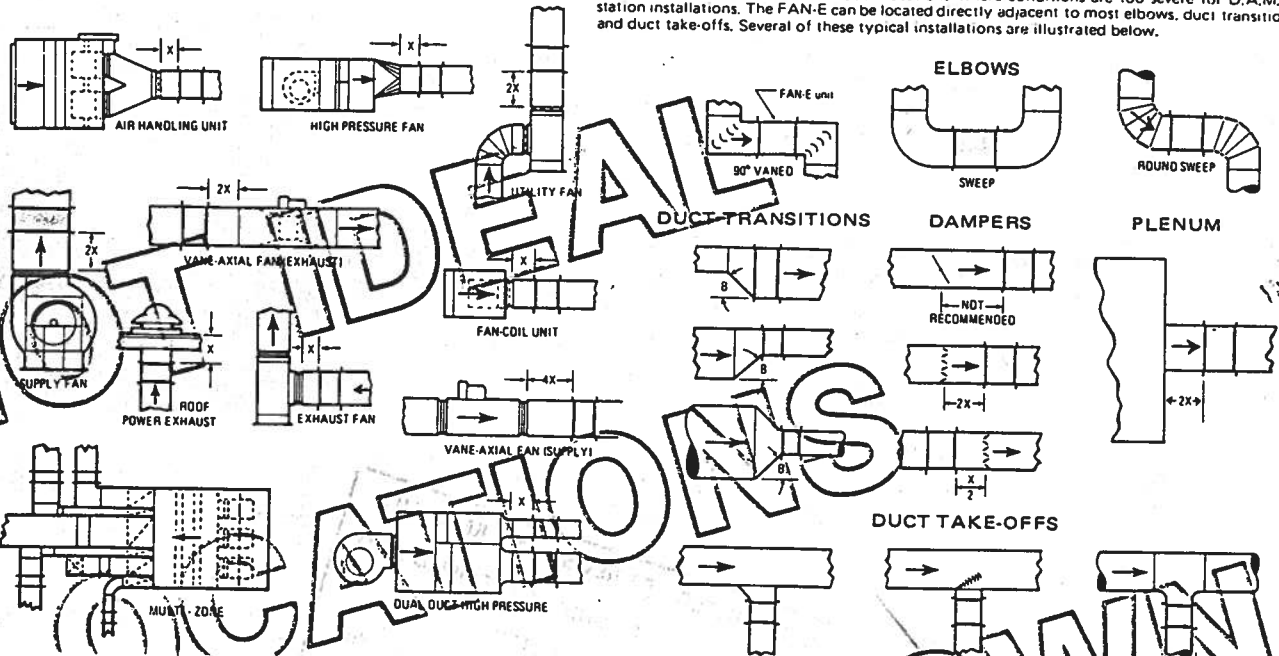 station installations. The FAN-E can be located directly adjacent to most elbows, duct transitio
and duct take-offs. Several of these typical installations are illustrated below.
X
AIR HANDLING UNIT
X
HIGH PRESSURE FAN
2X
UTILITY FAN
2X
SUPPLY FAN
2X
VANE-AXIAL FAN (EXHAUST)
X
ROOF
POWER EXHAUST
X
EXHAUST FAN
X
FAN-COIL UNIT
4X
VANE-AXIAL FAN (SUPPLY)
MULTI-ZONE
X
DUAL DUCT HIGH PRESSURE
ELBOWS
FAN-E unit
90° VANED
SWEEP
ROUND SWEEP
DUCT TRANSITIONS
B
B
B
DAMPERS
NOT
RECOMMENDED
2X
X
2
PLENUM
2X
DUCT TAKE-OFFS
IDEAL
CATIONS